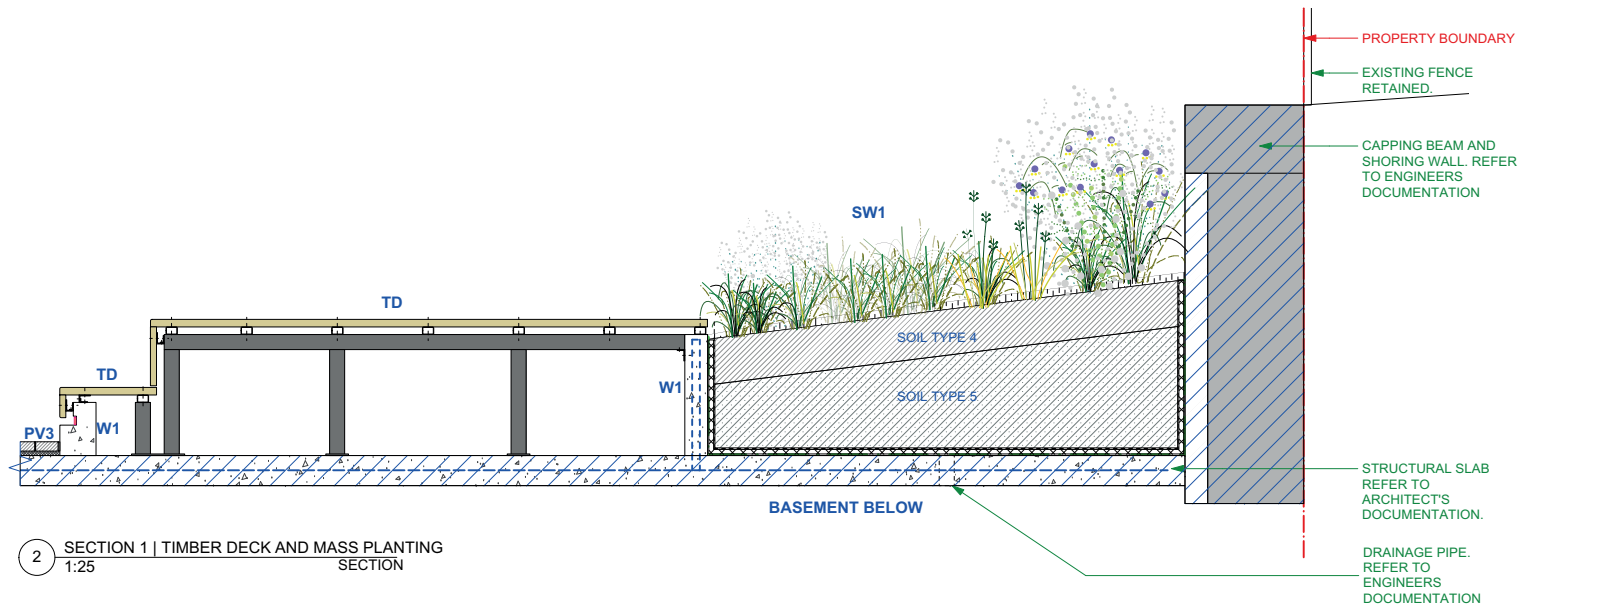 PROPERTY BOUNDARY
EXISTING FENCE
RETAINED.
CAPPING BEAM AND
SHORING WALL. REFER
TO ENGINEERS
DOCUMENTATION
SW1
TD
SOIL TYPE 4
TD
W1
SOIL TYPE 5
PV3
W1
STRUCTURAL SLAB
REFER TO
ARCHITECT'S
DOCUMENTATION.
BASEMENT BELOW
DRAINAGE PIPE.
REFER TO
ENGINEERS
DOCUMENTATION
2
SECTION 1 | TIMBER DECK AND MASS PLANTING
1:25 SECTION